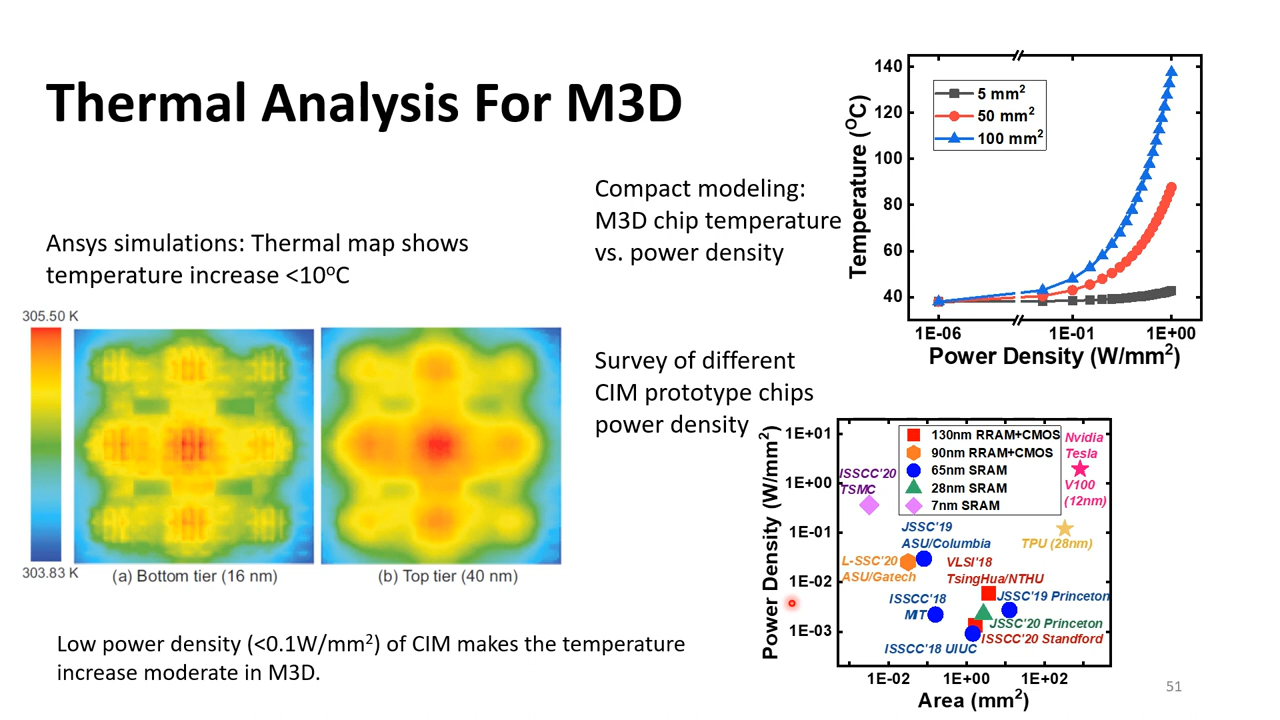 Thermal Analysis For M3D
Ansys simulations: Thermal map shows
temperature increase <10°C
305.50 K
303.83 K
(a) Bottom tier (16 nm)
(b) Top tier (40 nm)
Low power density (<0.1W/mm²) of CIM makes the temperature
increase moderate in M3D.
Compact modeling:
M3D chip temperature
vs. power density
Temperature (°C)
140
120
100
80
60
40
5 mm²
50 mm²
100 mm²
1E-06
1E-01
1E+00
Power Density (W/mm²)
Survey of different
CIM prototype chips
power density
Power Density (W/mm²)
1E+01
1E+00
1E-01
1E-02
1E-03
130nm RRAM+CMOS
90nm RRAM+CMOS
65nm SRAM
28nm SRAM
7nm SRAM
Nvidia
Tesla
V100
(12nm)
ISSCC'20
TSMC
JSSC'19
ASU/Columbia
TPU (28nm)
L-SSC'20
ASU/Gatech
VLSI'18
TsingHua/NTHU
ISSCC'18
MIT
JSSC'19 Princeton
JSSC'20 Princeton
ISSCC'20 Standford
ISSCC'18 UIUC
1E-02
1E+00
1E+02
Area (mm²)
51